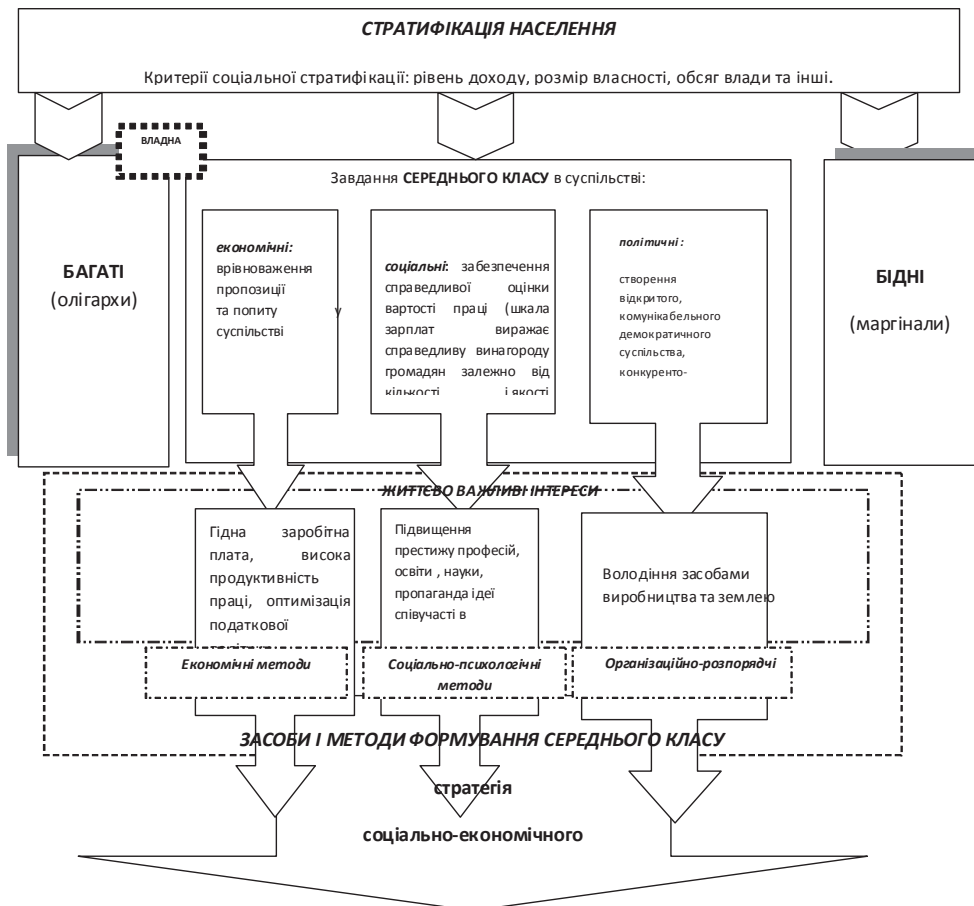 СТРАТИФІКАЦІЯ НАСЕЛЕННЯ
Критерії соціальної стратифікації: рівень доходу, розмір власності, обсяг влади та інші.
ВЛАДНА
БАГАТІ
(олігархи)
Завдання СЕРЕДНЬОГО КЛАСУ в суспільстві:
економічні:
врівноваження
пропозиції
та попиту у
суспільстві
соціальні: забезпечення
справедливої оцінки
вартості праці (шкала
зарплат виражає
справедливу винагороду
громадян залежно від
кількості і якості
політичні :
створення
відкритого,
комунікабельного
демократичного
суспільства,
конкуренто-
БІДНІ
(маргінали)
ЖИТТЄВО ВАЖЛИВІ ІНТЕРЕСИ
Гідна заробітна
плата, висока
продуктивність
праці, оптимізація
податкової
Підвищення
престижу професій,
освіти , науки,
пропаганда ідеї
співучасті в
Володіння засобами
виробництва та землею
Економічні методи
Соціально-психологічні
методи
Організаційно-розпорядчі
ЗАСОБИ І МЕТОДИ ФОРМУВАННЯ СЕРЕДНЬОГО КЛАСУ
стратегія
соціально-економічного